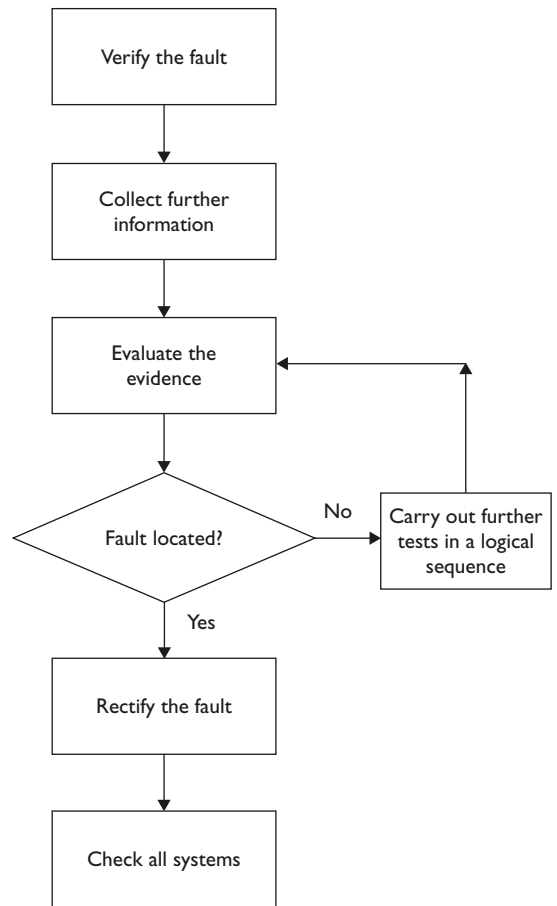 Verify the fault
Collect further
information
Evaluate the
evidence
Fault located?
No
Carry out further
tests in a logical
sequence
Yes
Rectify the fault
Check all systems